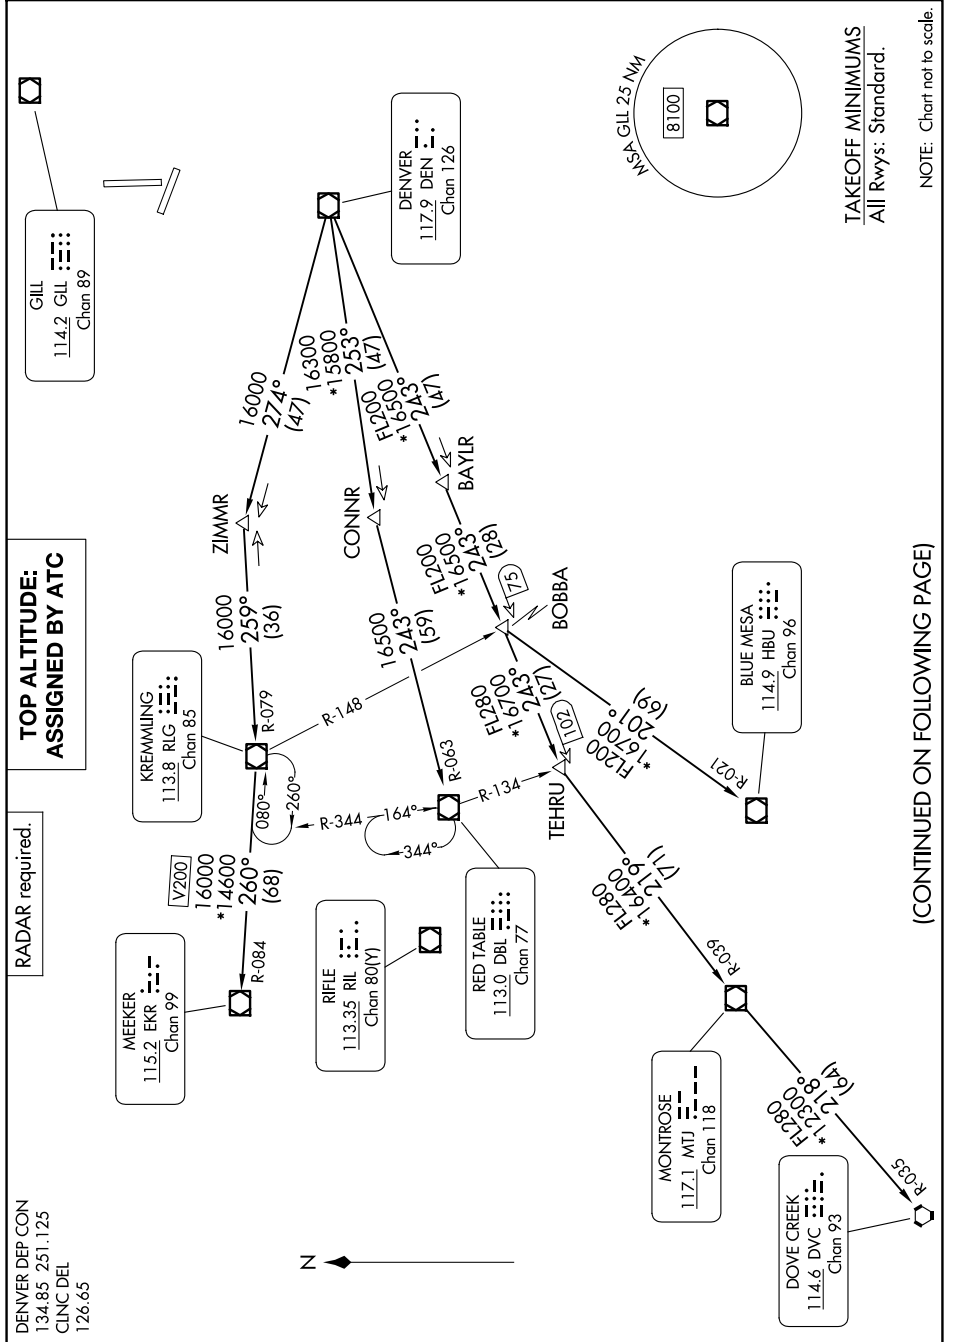 DENVER DEP CON
134.85 251.125
CLNC DEL
126.65
RADAR required.
TOP ALTITUDE:
ASSIGNED BY ATC
GILL
114.2 GLL
Chan 89
MEEKER
115.2 EKR
Chan 99
R-084
V200
16000
*14600
260°
(68)
KREMMLING
113.8 RLG
Chan 85
R-079
080°
260°
16000
259°
(36)
ZIMMR
16000
274°
(47)
16300
*15800
253°
(47)
FL200
*16500
243°
(47)
DENVER
117.9 DEN
Chan 126
CONNR
BAYLR
16500
243°
(59)
R-063
FL200
*16500
243°
(28)
75
BOBBA
R-148
R-344
164°
344°
R-134
RIFLE
113.35 RIL
Chan 80(Y)
RED TABLE
113.0 DBL
Chan 77
FL280
*16700
243°
(27)
102
TEHRU
FL200
*16700
201°
(69)
R-021
BLUE MESA
114.9 HBU
Chan 96
FL280
*16400
219°
(71)
R-039
MONTROSE
117.1 MTJ
Chan 118
FL280
*12300
218°
(64)
R-035
DOVE CREEK
114.6 DVC
Chan 93
N
MSA GLL 25 NM
8100
TAKEOFF MINIMUMS
All Rwys: Standard.
NOTE: Chart not to scale.
(CONTINUED ON FOLLOWING PAGE)